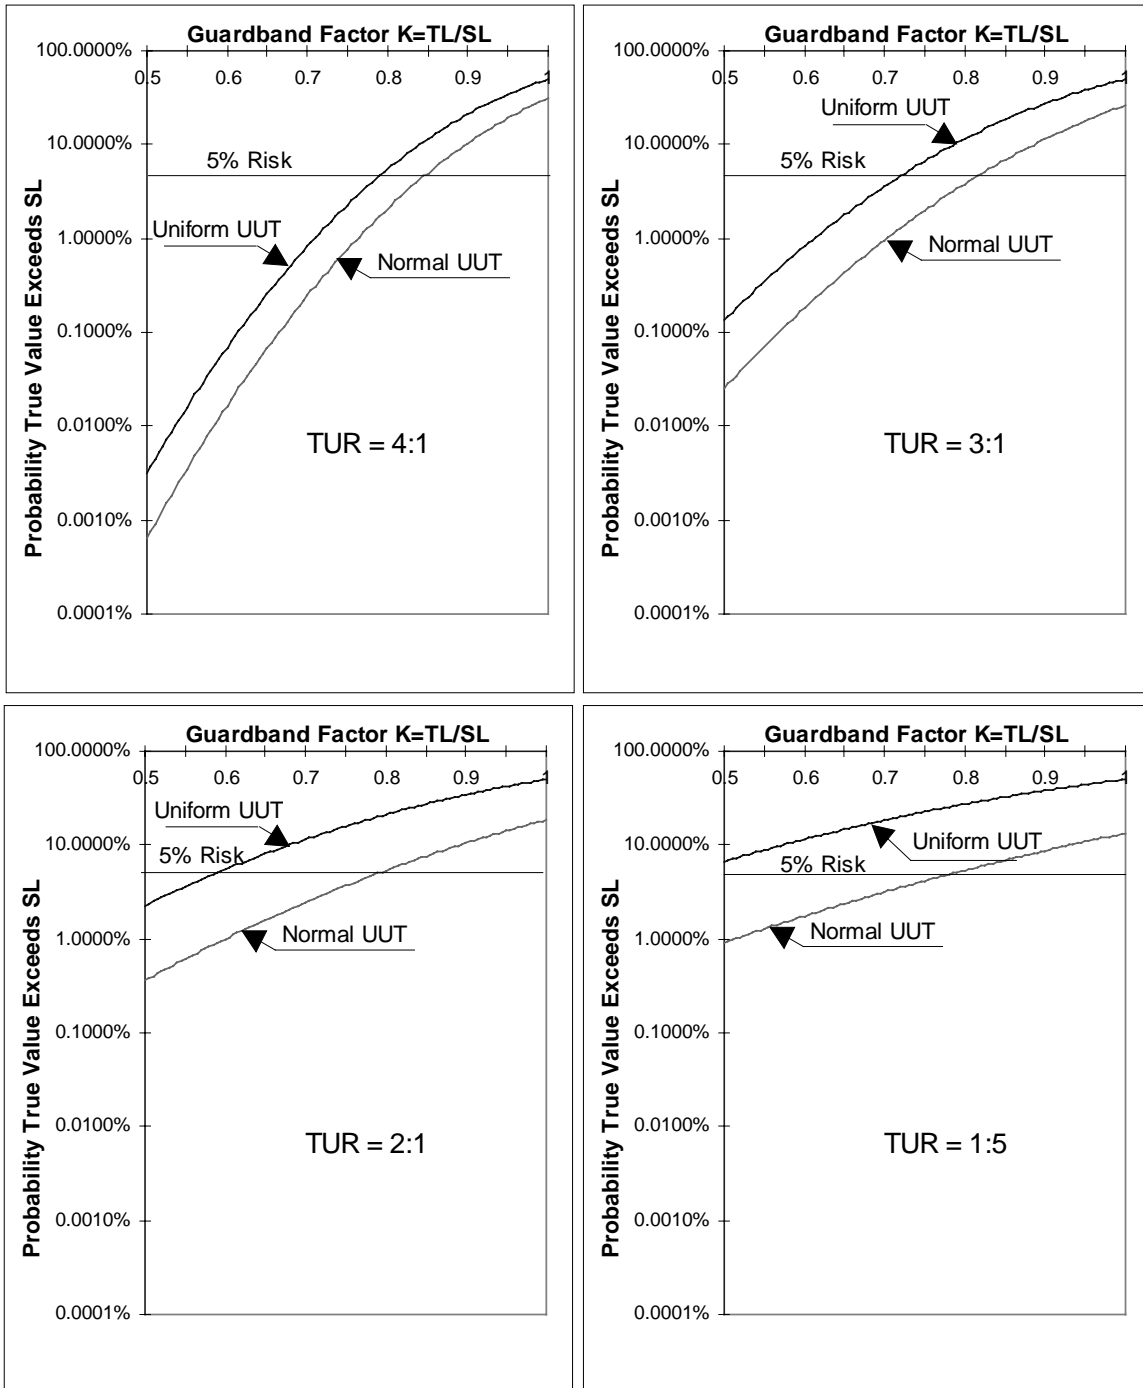 Guardband Factor K=TL/SL
100.0000%
0.5 0.6 0.7 0.8 0.9 1
10.0000%
5% Risk
Uniform UUT
1.0000%
Normal UUT
0.1000%
0.0100%
TUR = 4:1
0.0010%
0.0001%
Probability True Value Exceeds SL
Guardband Factor K=TL/SL
100.0000%
0.5 0.6 0.7 0.8 0.9 1
Uniform UUT
10.0000%
5% Risk
1.0000%
Normal UUT
0.1000%
0.0100%
TUR = 3:1
0.0010%
0.0001%
Probability True Value Exceeds SL
Guardband Factor K=TL/SL
100.0000%
0.5 0.6 0.7 0.8 0.9 1
Uniform UUT
10.0000%
5% Risk
1.0000%
Normal UUT
0.1000%
0.0100%
TUR = 2:1
0.0010%
0.0001%
Probability True Value Exceeds SL
Guardband Factor K=TL/SL
100.0000%
0.5 0.6 0.7 0.8 0.9 1
10.0000%
Uniform UUT
5% Risk
1.0000%
Normal UUT
0.1000%
0.0100%
TUR = 1:5
0.0010%
0.0001%
Probability True Value Exceeds SL